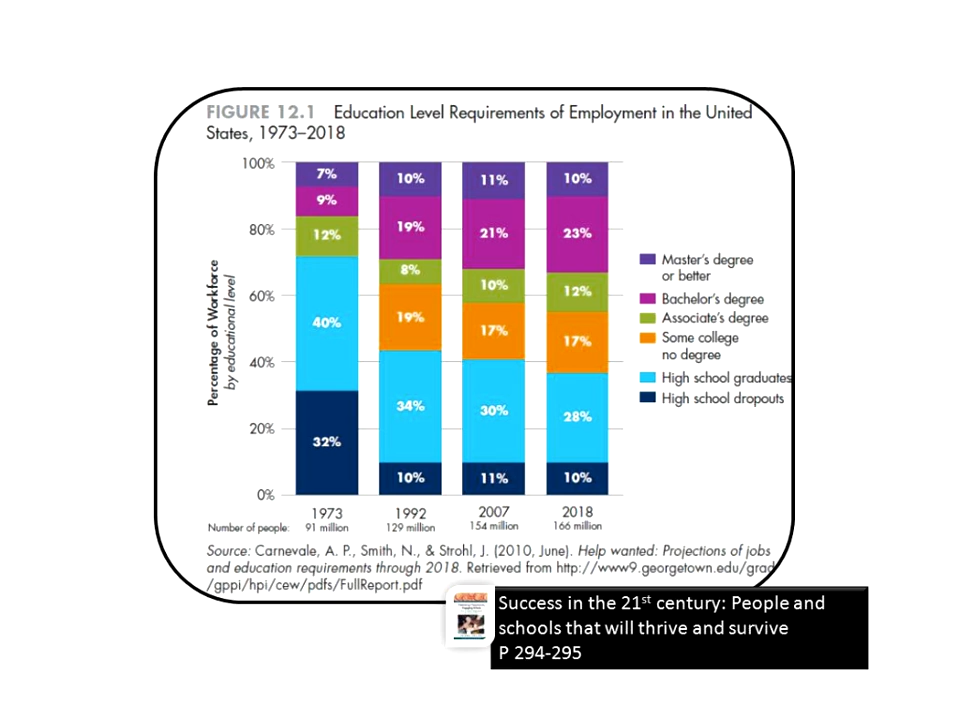 FIGURE 12.1 Education Level Requirements of Employment in the United
States, 1973–2018
Percentage of Workforce
by educational level
100%
80%
60%
40%
20%
0%
7%
9%
12%
40%
32%
10%
19%
8%
19%
34%
10%
11%
21%
10%
17%
30%
11%
10%
23%
12%
17%
28%
10%
Master's degree
or better
Bachelor's degree
Associate's degree
Some college
no degree
High school graduates
High school dropouts
1973 1992 2007 2018
Number of people: 91 million 129 million 154 million 166 million
Source: Carnevale, A. P., Smith, N., & Strohl, J. (2010, June). Help wanted: Projections of jobs
and education requirements through 2018. Retrieved from http://www9.georgetown.edu/grad
/gppi/hpi/cew/pdfs/FullReport.pdf
Success in the 21st century: People and
schools that will thrive and survive
P 294-295